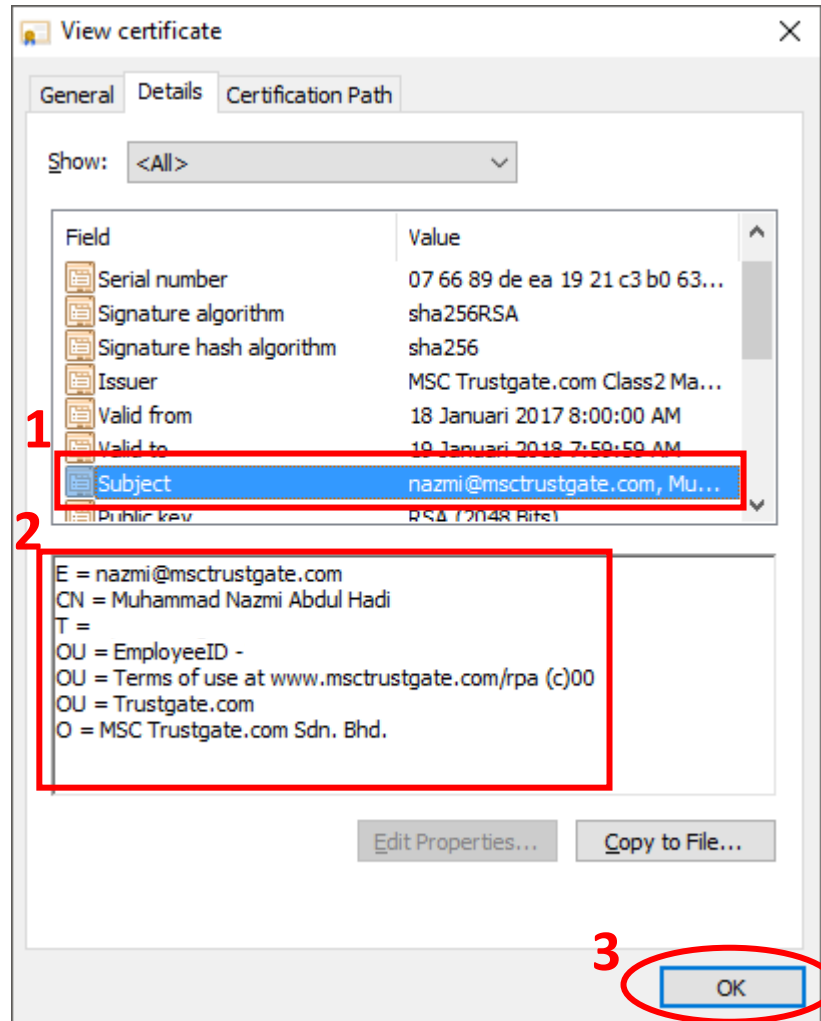 View certificate
General Details Certification Path
Show: <All>
Field Value
Serial number 07 66 89 de ea 19 21 c3 b0 63...
Signature algorithm sha256RSA
Signature hash algorithm sha256
Issuer MSC Trustgate.com Class2 Ma...
Valid from 18 Januari 2017 8:00:00 AM
1
Valid to 19 Januari 2018 7:59:59 AM
Subject nazmi@msctrustgate.com, Mu...
Public key RSA (2048 Bits)
2
E = nazmi@msctrustgate.com
CN = Muhammad Nazmi Abdul Hadi
T =
OU = EmployeeID -
OU = Terms of use at www.msctrustgate.com/rpa (c)00
OU = Trustgate.com
O = MSC Trustgate.com Sdn. Bhd.
Edit Properties... Copy to File...
3
OK